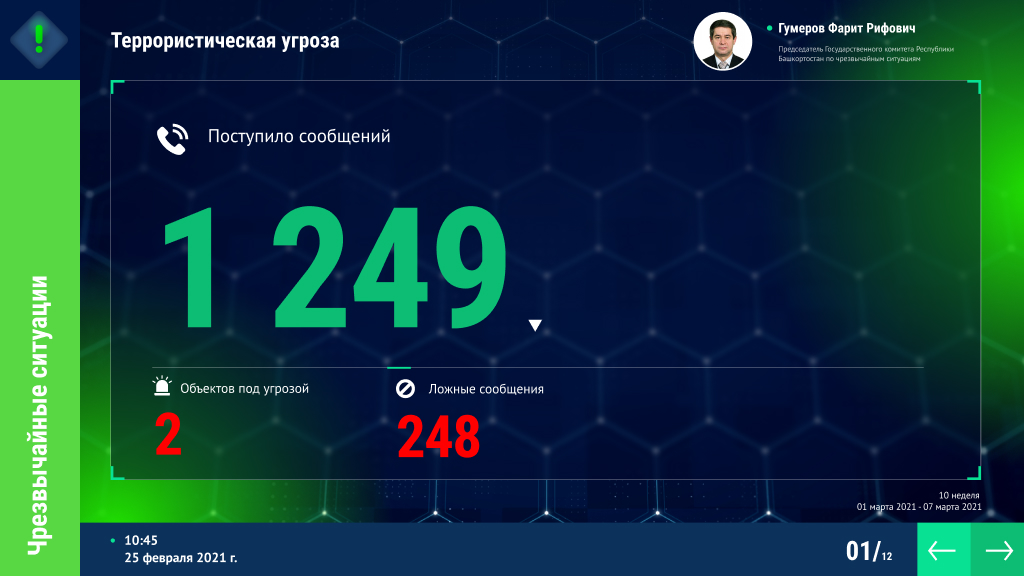 Террористическая угроза
Гумеров Фарит Рифович
Председатель Государственного комитета Республики
Башкортостан по чрезвычайным ситуациям
Чрезвычайные ситуации
Поступило сообщений
1 249
Объектов под угрозой
2
Ложные сообщения
248
10 неделя
01 марта 2021 - 07 марта 2021
10:45
25 февраля 2021 г.
01/12